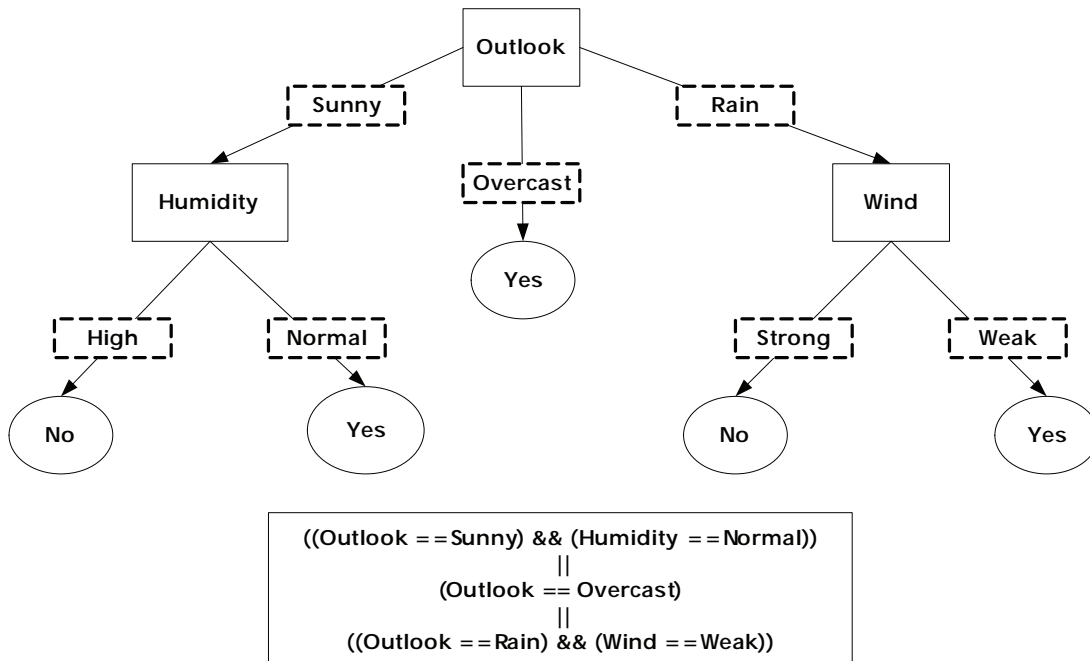 Outlook
Sunny
Rain
Overcast
Humidity
Wind
Yes
High
Normal
Strong
Weak
No
Yes
No
Yes
((Outlook ==Sunny) && (Humidity ==Normal))
||
(Outlook == Overcast)
||
((Outlook ==Rain) && (Wind ==Weak))